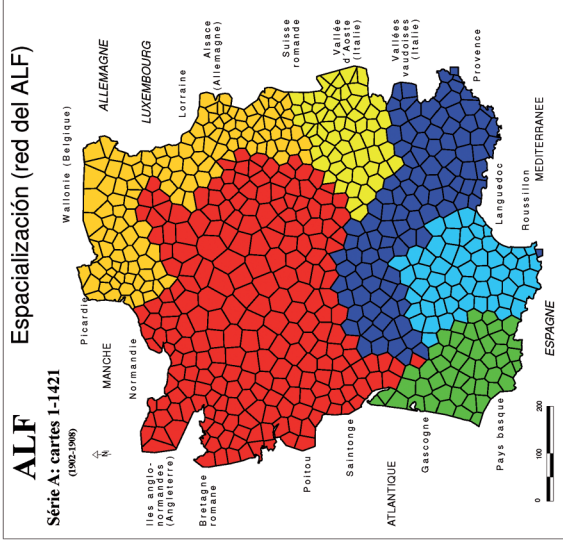 ALF
Espacialización (red del ALF)
Série A: cartes 1-1421
(1902-1908)
N
Wallonie (Belgique)
ALLEMAGNE
LUXEMBOURG
Picardie
Lorraine
MANCHE
Alsace
(Allemagne)
Normandie
Iles anglo-
normandes
(Angleterre)
Bretagne
romane
Suisse
romande
Poitou
Vallée
d'Aoste
(Italie)
Saintonge
Vallées
vaudoises
(Italie)
ATLANTIQUE
Gascogne
Provence
Languedoc
Pays basque
Roussillon
MEDITERRANEE
ESPAGNE
0 100 200